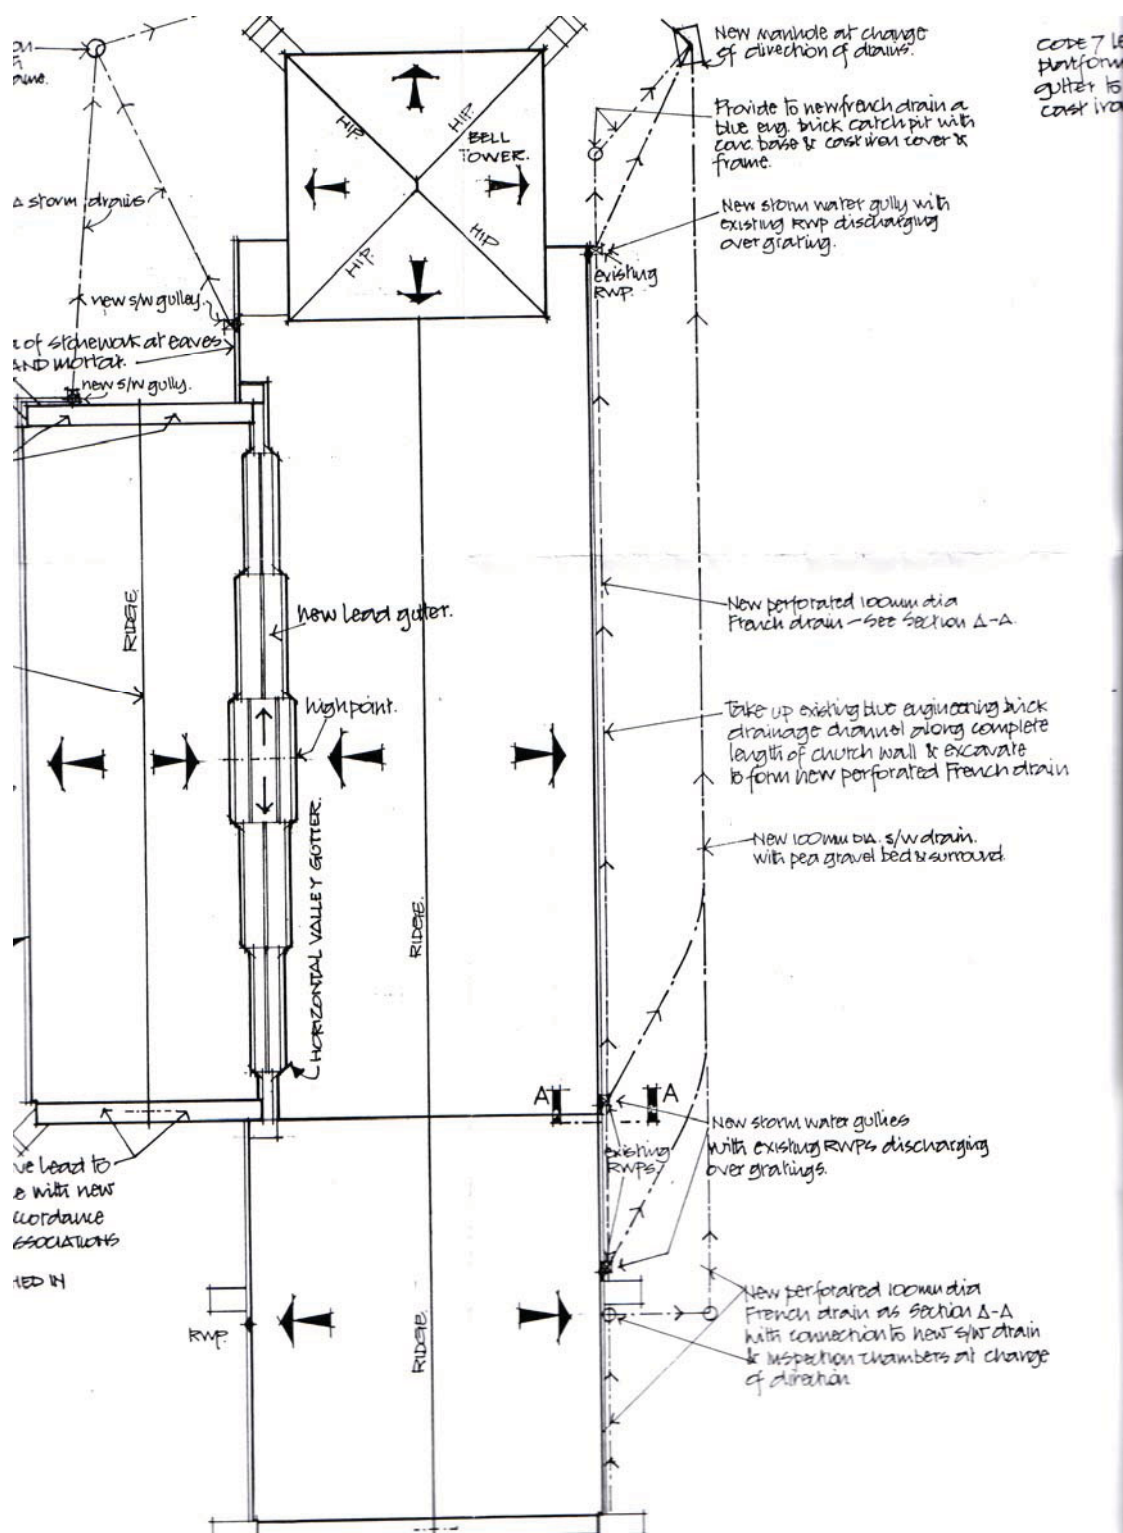 New manhole at change
of direction of drains.
CODE 7
platform
gutter to
cast iron
Provide to new french drain a
blue eng. brick catchpit with
conc. base & cast iron cover &
frame.
HIP.
HIP.
BELL
TOWER.
HIP.
HIP
storm drains
New storm water gully with
existing RWP discharging
over grating.
existing
RWP.
new s/w gulley.
of stonework at eaves
AND mortar.
new s/w gully.
RIDGE.
new lead gutter.
New perforated 100mm dia
French drain - see Section A-A.
high point.
Take up existing blue engineering brick
drainage channel along complete
length of church wall & excavate
to form new perforated French drain
New 100mm DIA. s/w drain.
with pea gravel bed & surround.
HORIZONTAL VALLEY GUTTER.
RIDGE.
A A
New storm water gullies
with existing RWPs discharging
over gratings.
existing
RWPs.
ve lead to
e with new
ccordance
SSOCIATIONS
HED IN
RWP.
RIDGE.
New perforated 100mm dia
French drain as Section A-A
with connection to new s/w drain
& inspection chambers at change
of direction